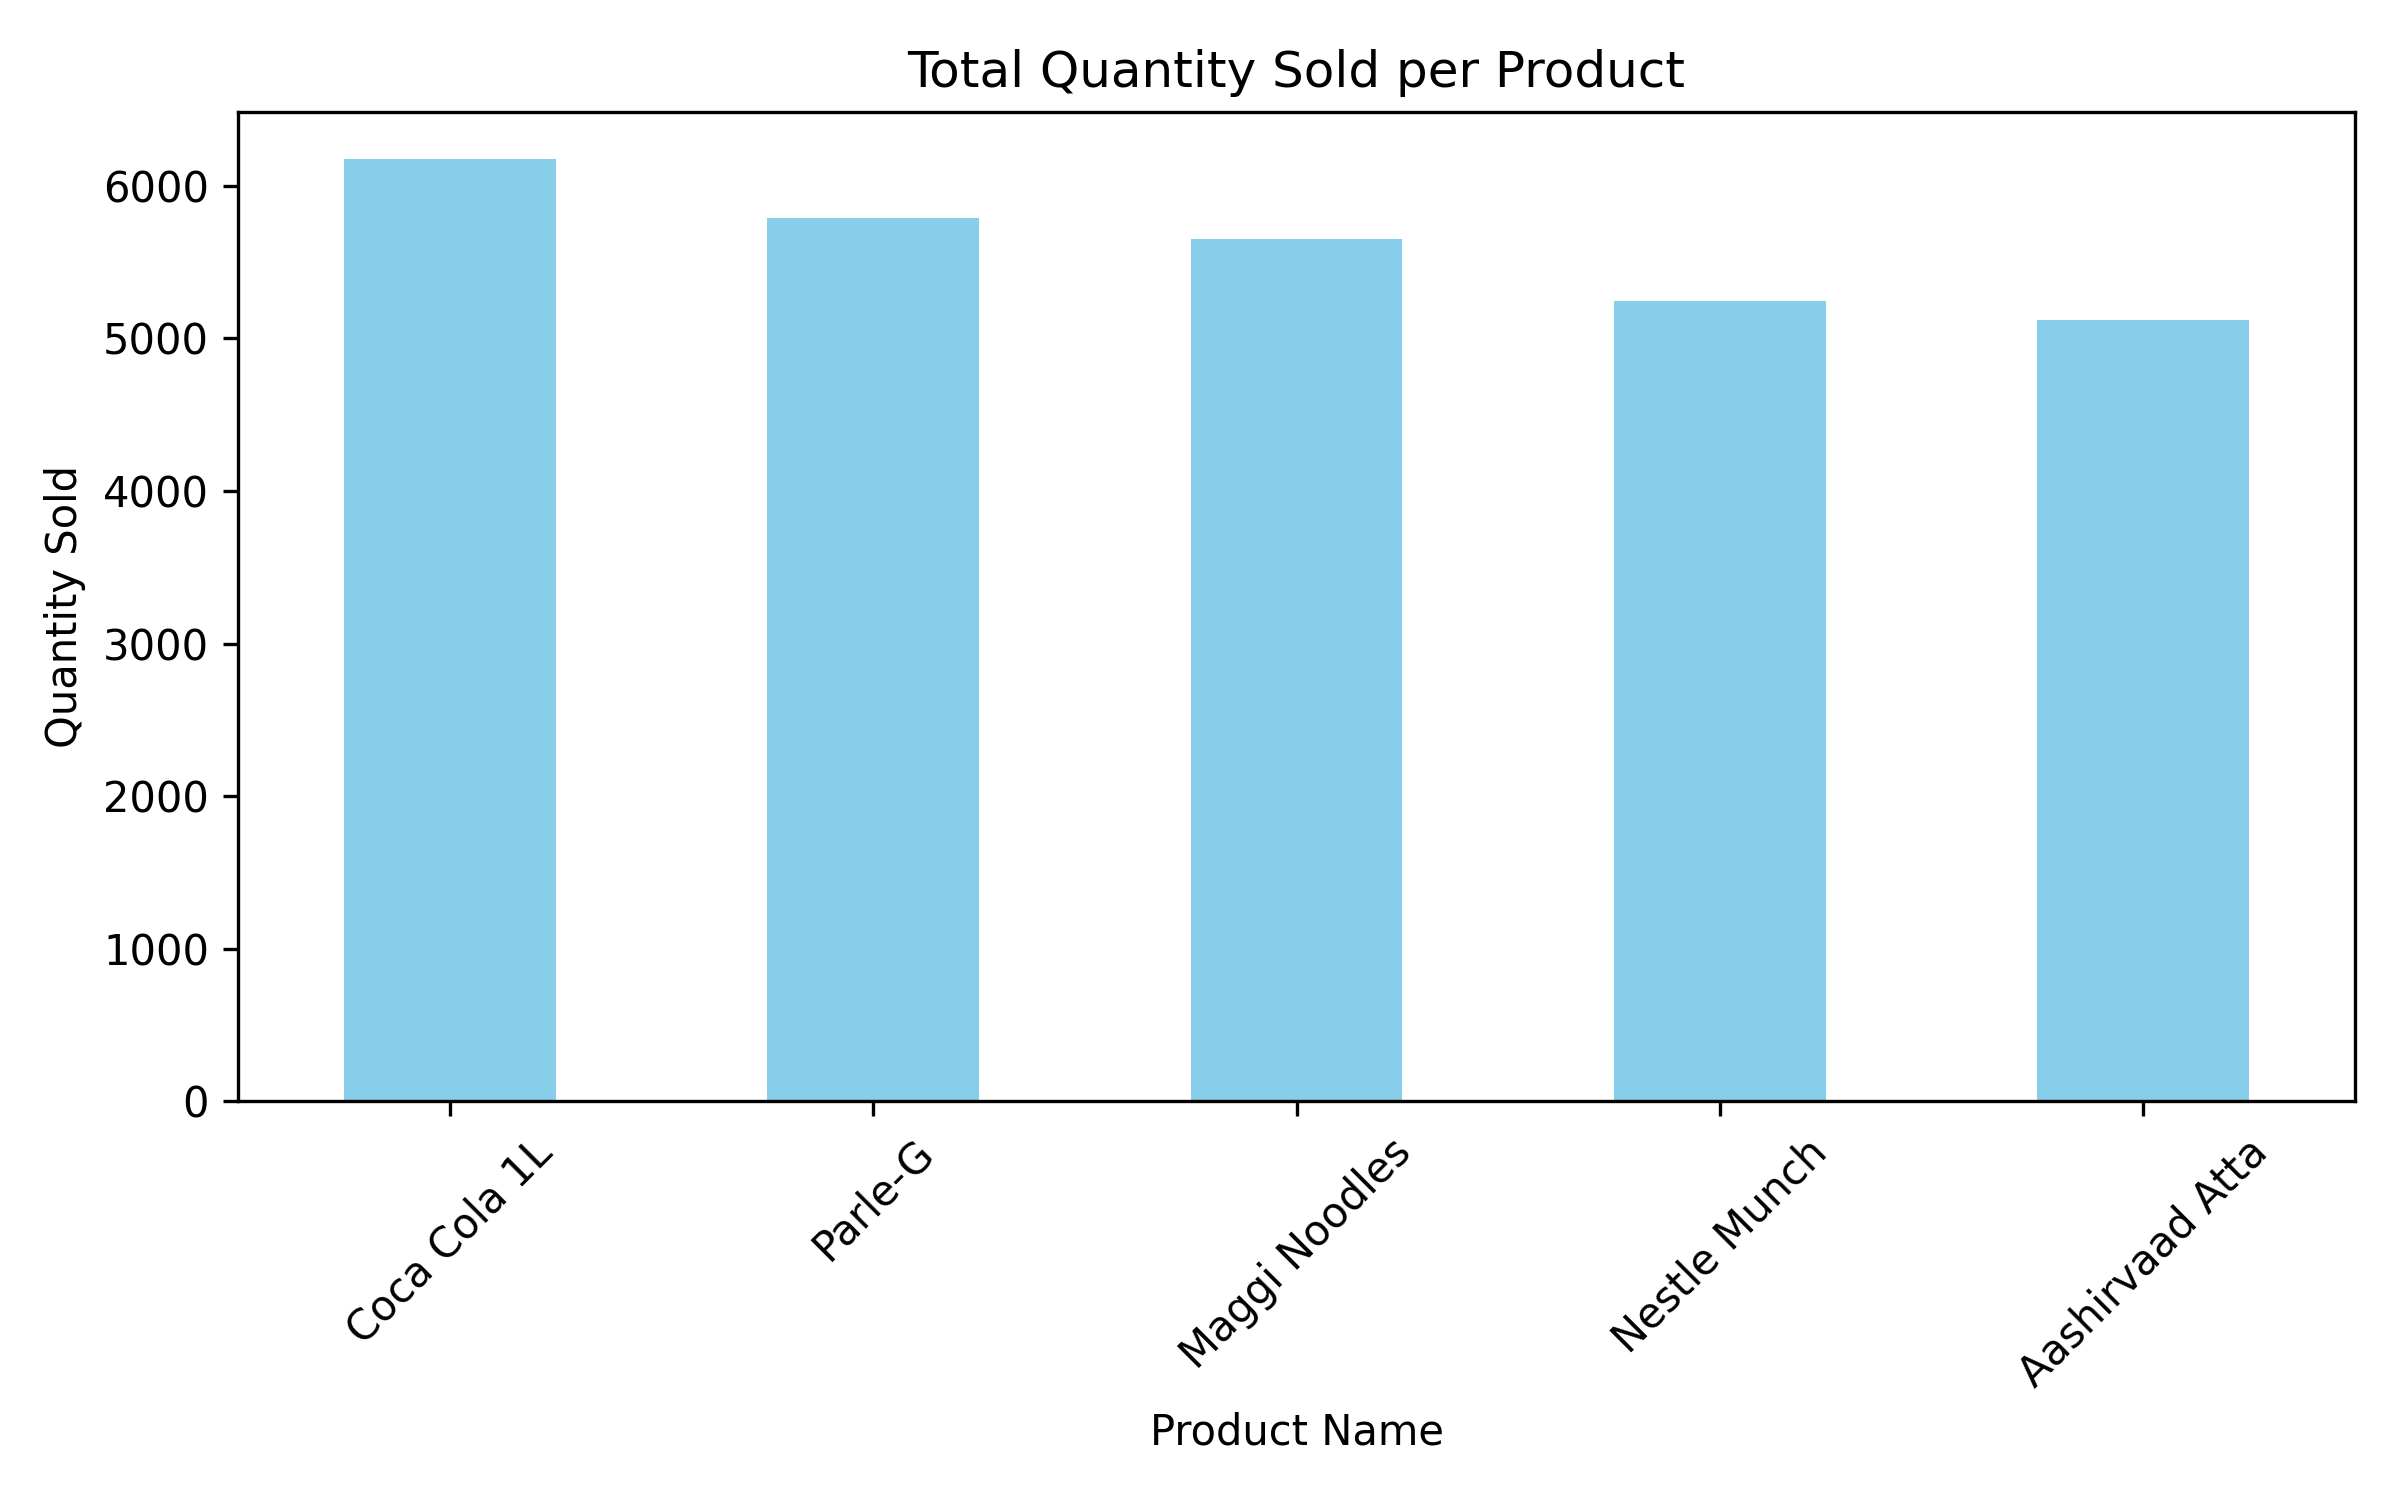 Total Quantity Sold per Product
Quantity Sold
6000
5000
4000
3000
2000
1000
0
Coca Cola 1L
Parle-G
Maggi Noodles
Nestle Munch
Aashirvaad Atta
Product Name